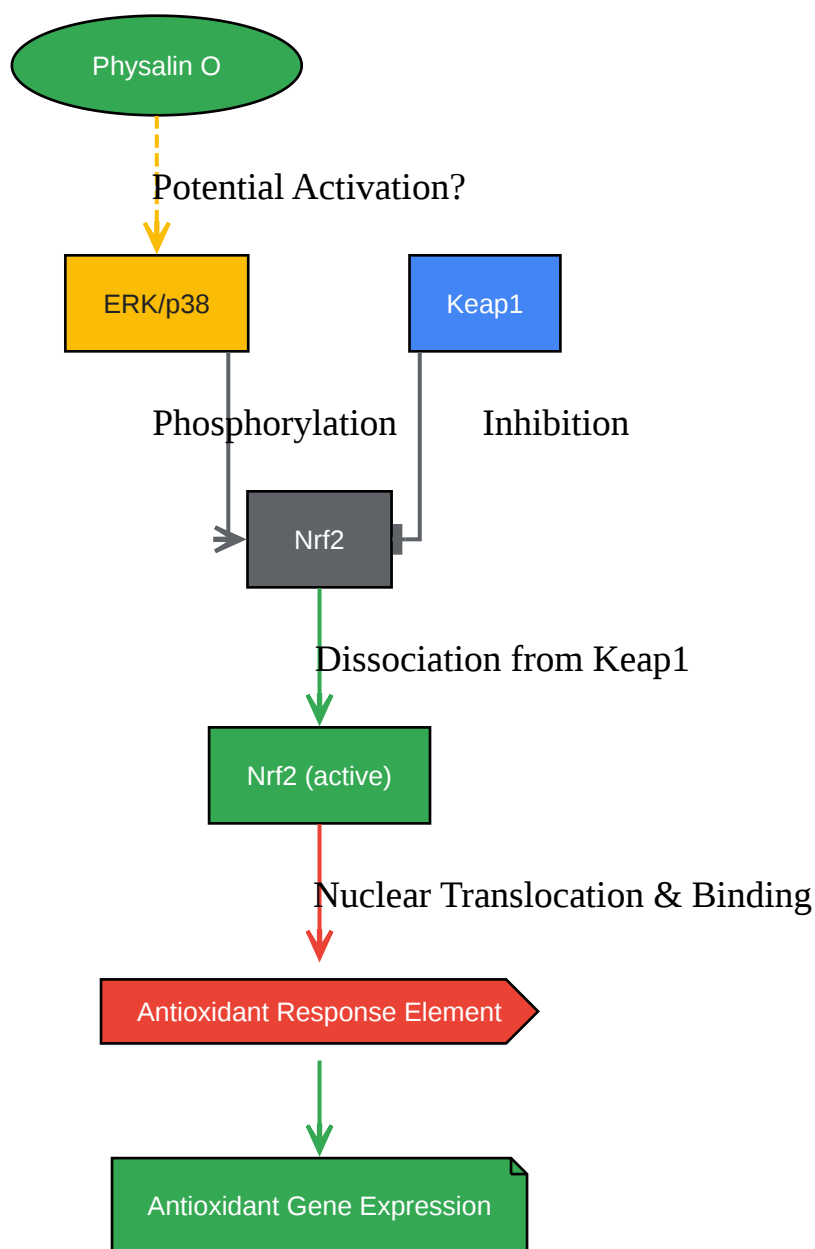 Physalin O
Potential Activation?
ERK/p38
Keap1
Phosphorylation
Inhibition
Nrf2
Dissociation from Keap1
Nrf2 (active)
Nuclear Translocation & Binding
Antioxidant Response Element
Antioxidant Gene Expression